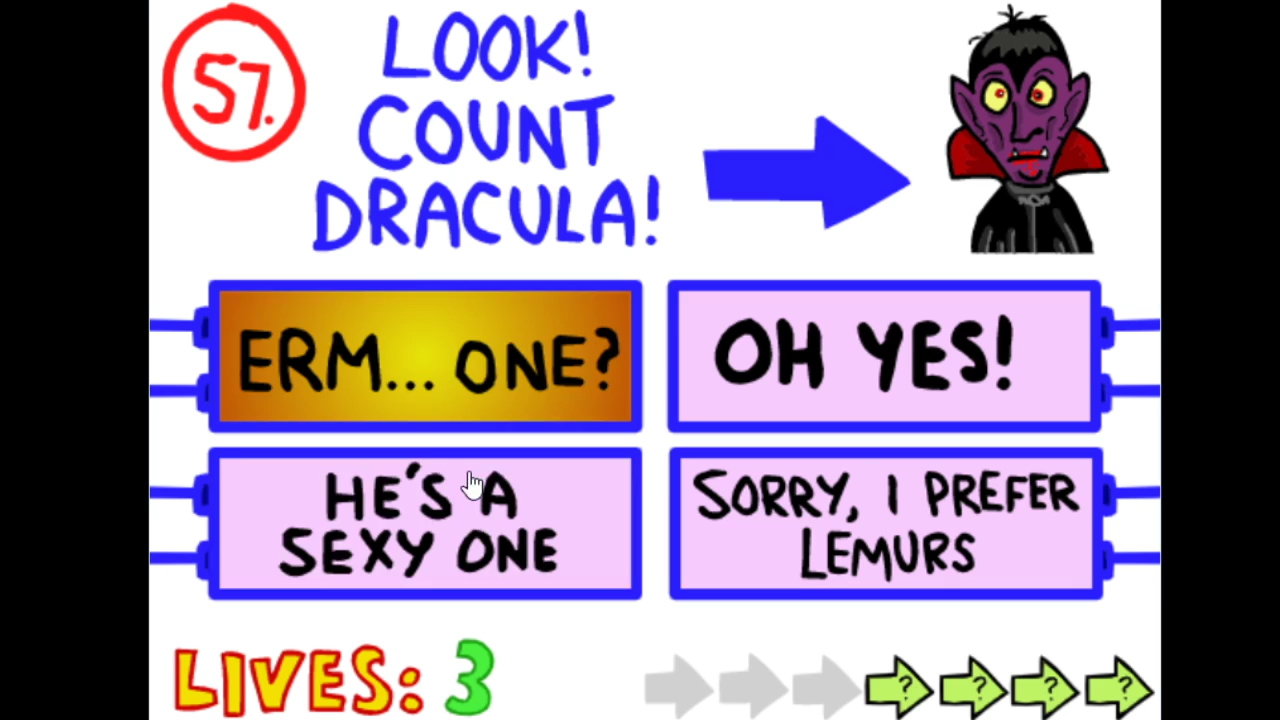 57.
LOOK!
COUNT
DRACULA!
ERM... ONE?
OH YES!
HE'S A
SEXY ONE
SORRY, I PREFER
LEMURS
LIVES: 3
? ? ? ?